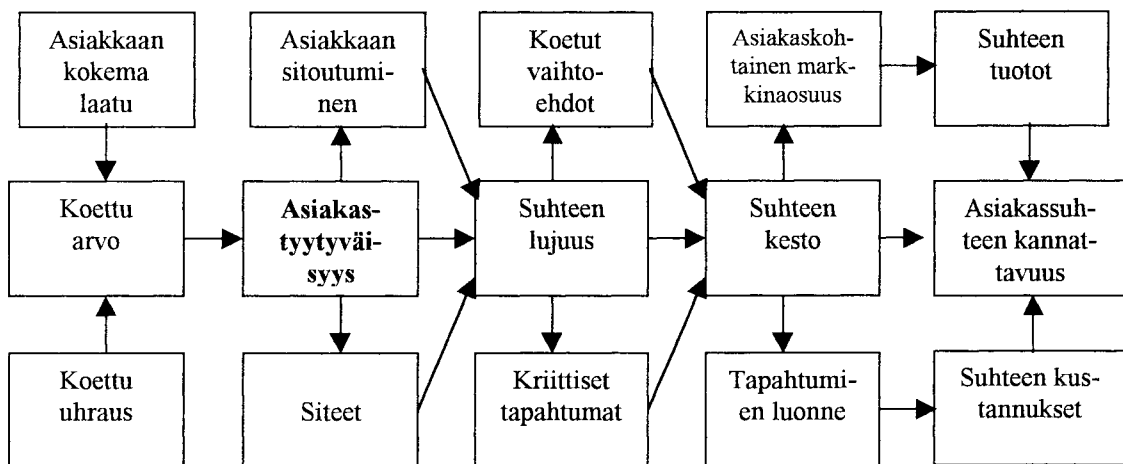 Asiakkaan
kokema
laatu
Asiakkaan
sitoutumi-
nen
Koetut
vaihto-
ehdot
Asiakaskoh-
tainen mark-
kinaosuus
Suhteen
tuotot
Koettu
arvo
Asiakas-
tyytyväi-
syys
Suhteen
lujuus
Suhteen
kesto
Asiakassuh-
teen kannat-
tavuus
Koettu
uhraus
Siteet
Kriittiset
tapahtumat
Tapahtumi-
en luonne
Suhteen kus-
tannukset